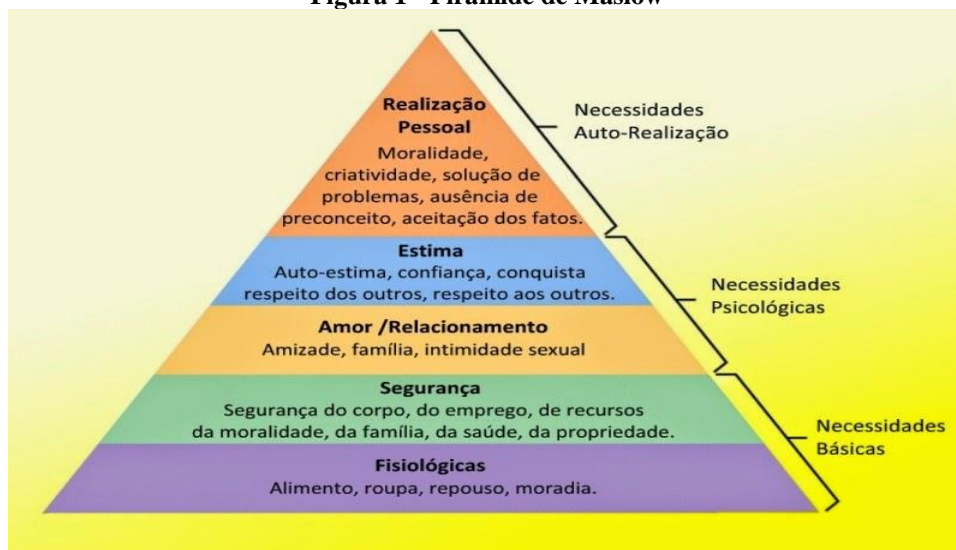 Figura 1 - Pirâmide de Maslow
Realização
Pessoal
Moralidade,
criatividade, solução de
problemas, ausência de
preconceito, aceitação dos fatos.
Necessidades
Auto-Realização
Estima
Auto-estima, confiança, conquista
respeito dos outros, respeito aos outros.
Necessidades
Psicológicas
Amor /Relacionamento
Amizade, família, intimidade sexual
Segurança
Segurança do corpo, do emprego, de recursos
da moralidade, da família, da saúde, da propriedade.
Necessidades
Básicas
Fisiológicas
Alimento, roupa, repouso, moradia.